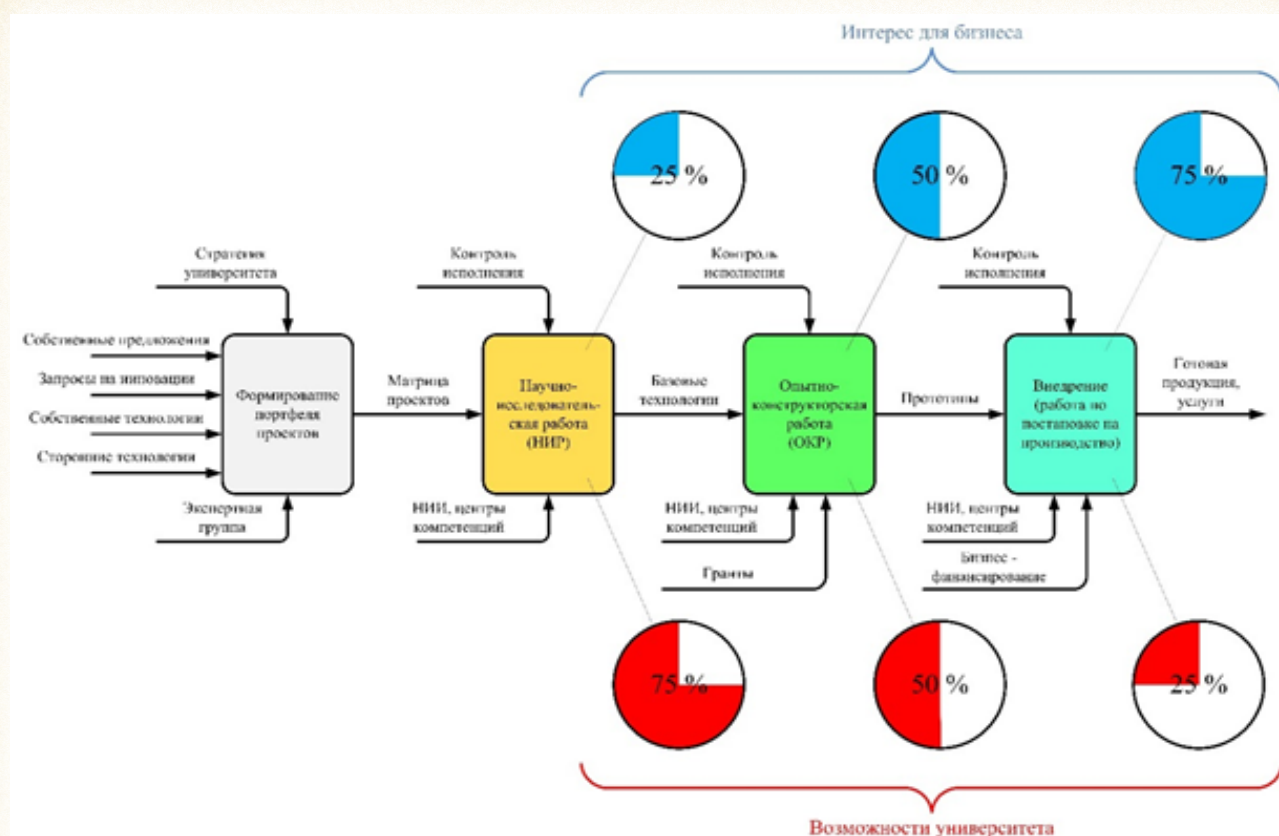 Интерес для бизнеса
25 %
50 %
75 %
Стратегия
университета
Контроль
исполнения
Контроль
исполнения
Контроль
исполнения
Собственные предложения
Запросы на инновации
Собственные технологии
Сторонние технологии
Формирование
портфеля
проектов
Матрица
проектов
Научно-
исследователь-
ская работа
(НИР)
Базовые
технологии
Опытно-
конструкторская
работа
(ОКР)
Прототипы
Внедрение
(работа по
постановке на
производство)
Готовая
продукция,
услуги
Экспертная
группа
НИИ, центры
компетенций
НИИ, центры
компетенций
Гранты
НИИ, центры
компетенций
Бизнес -
финансирование
75 %
50 %
25 %
Возможности университета